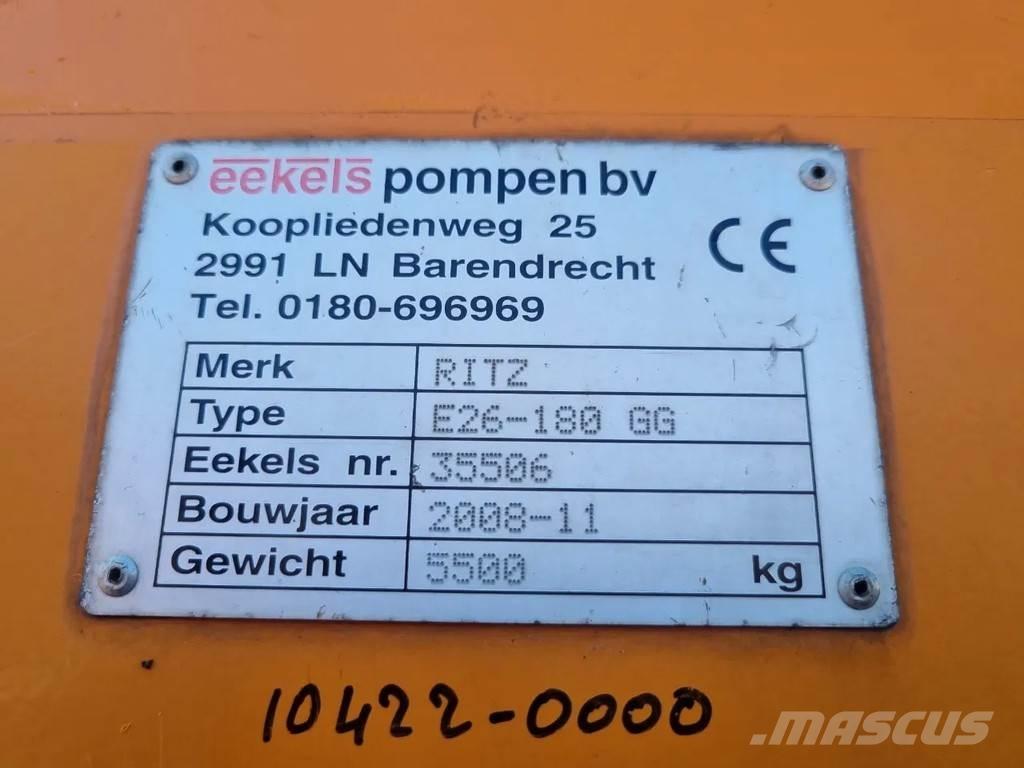 eekels pompen bv
Koopliedenweg 25
2991 LN Barendrecht
Tel. 0180-696969
CE
Merk RITZ
Type E26-180 GG
Eekels nr. 35506
Bouwjaar 2008-11
Gewicht 5500 kg
10422-0000
MASCUS